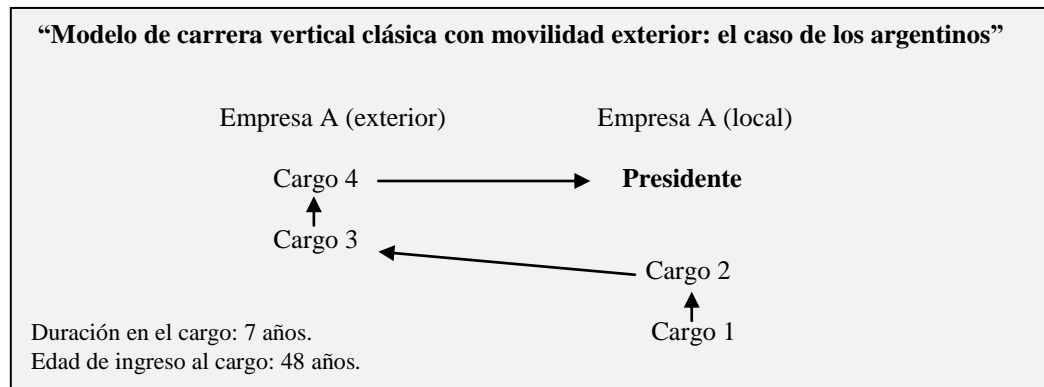 “Modelo de carrera vertical clásica con movilidad exterior: el caso de los argentinos”
Empresa A (exterior) Empresa A (local)
Cargo 4 Presidente
Cargo 3
Cargo 2
Cargo 1
Duración en el cargo: 7 años.
Edad de ingreso al cargo: 48 años.